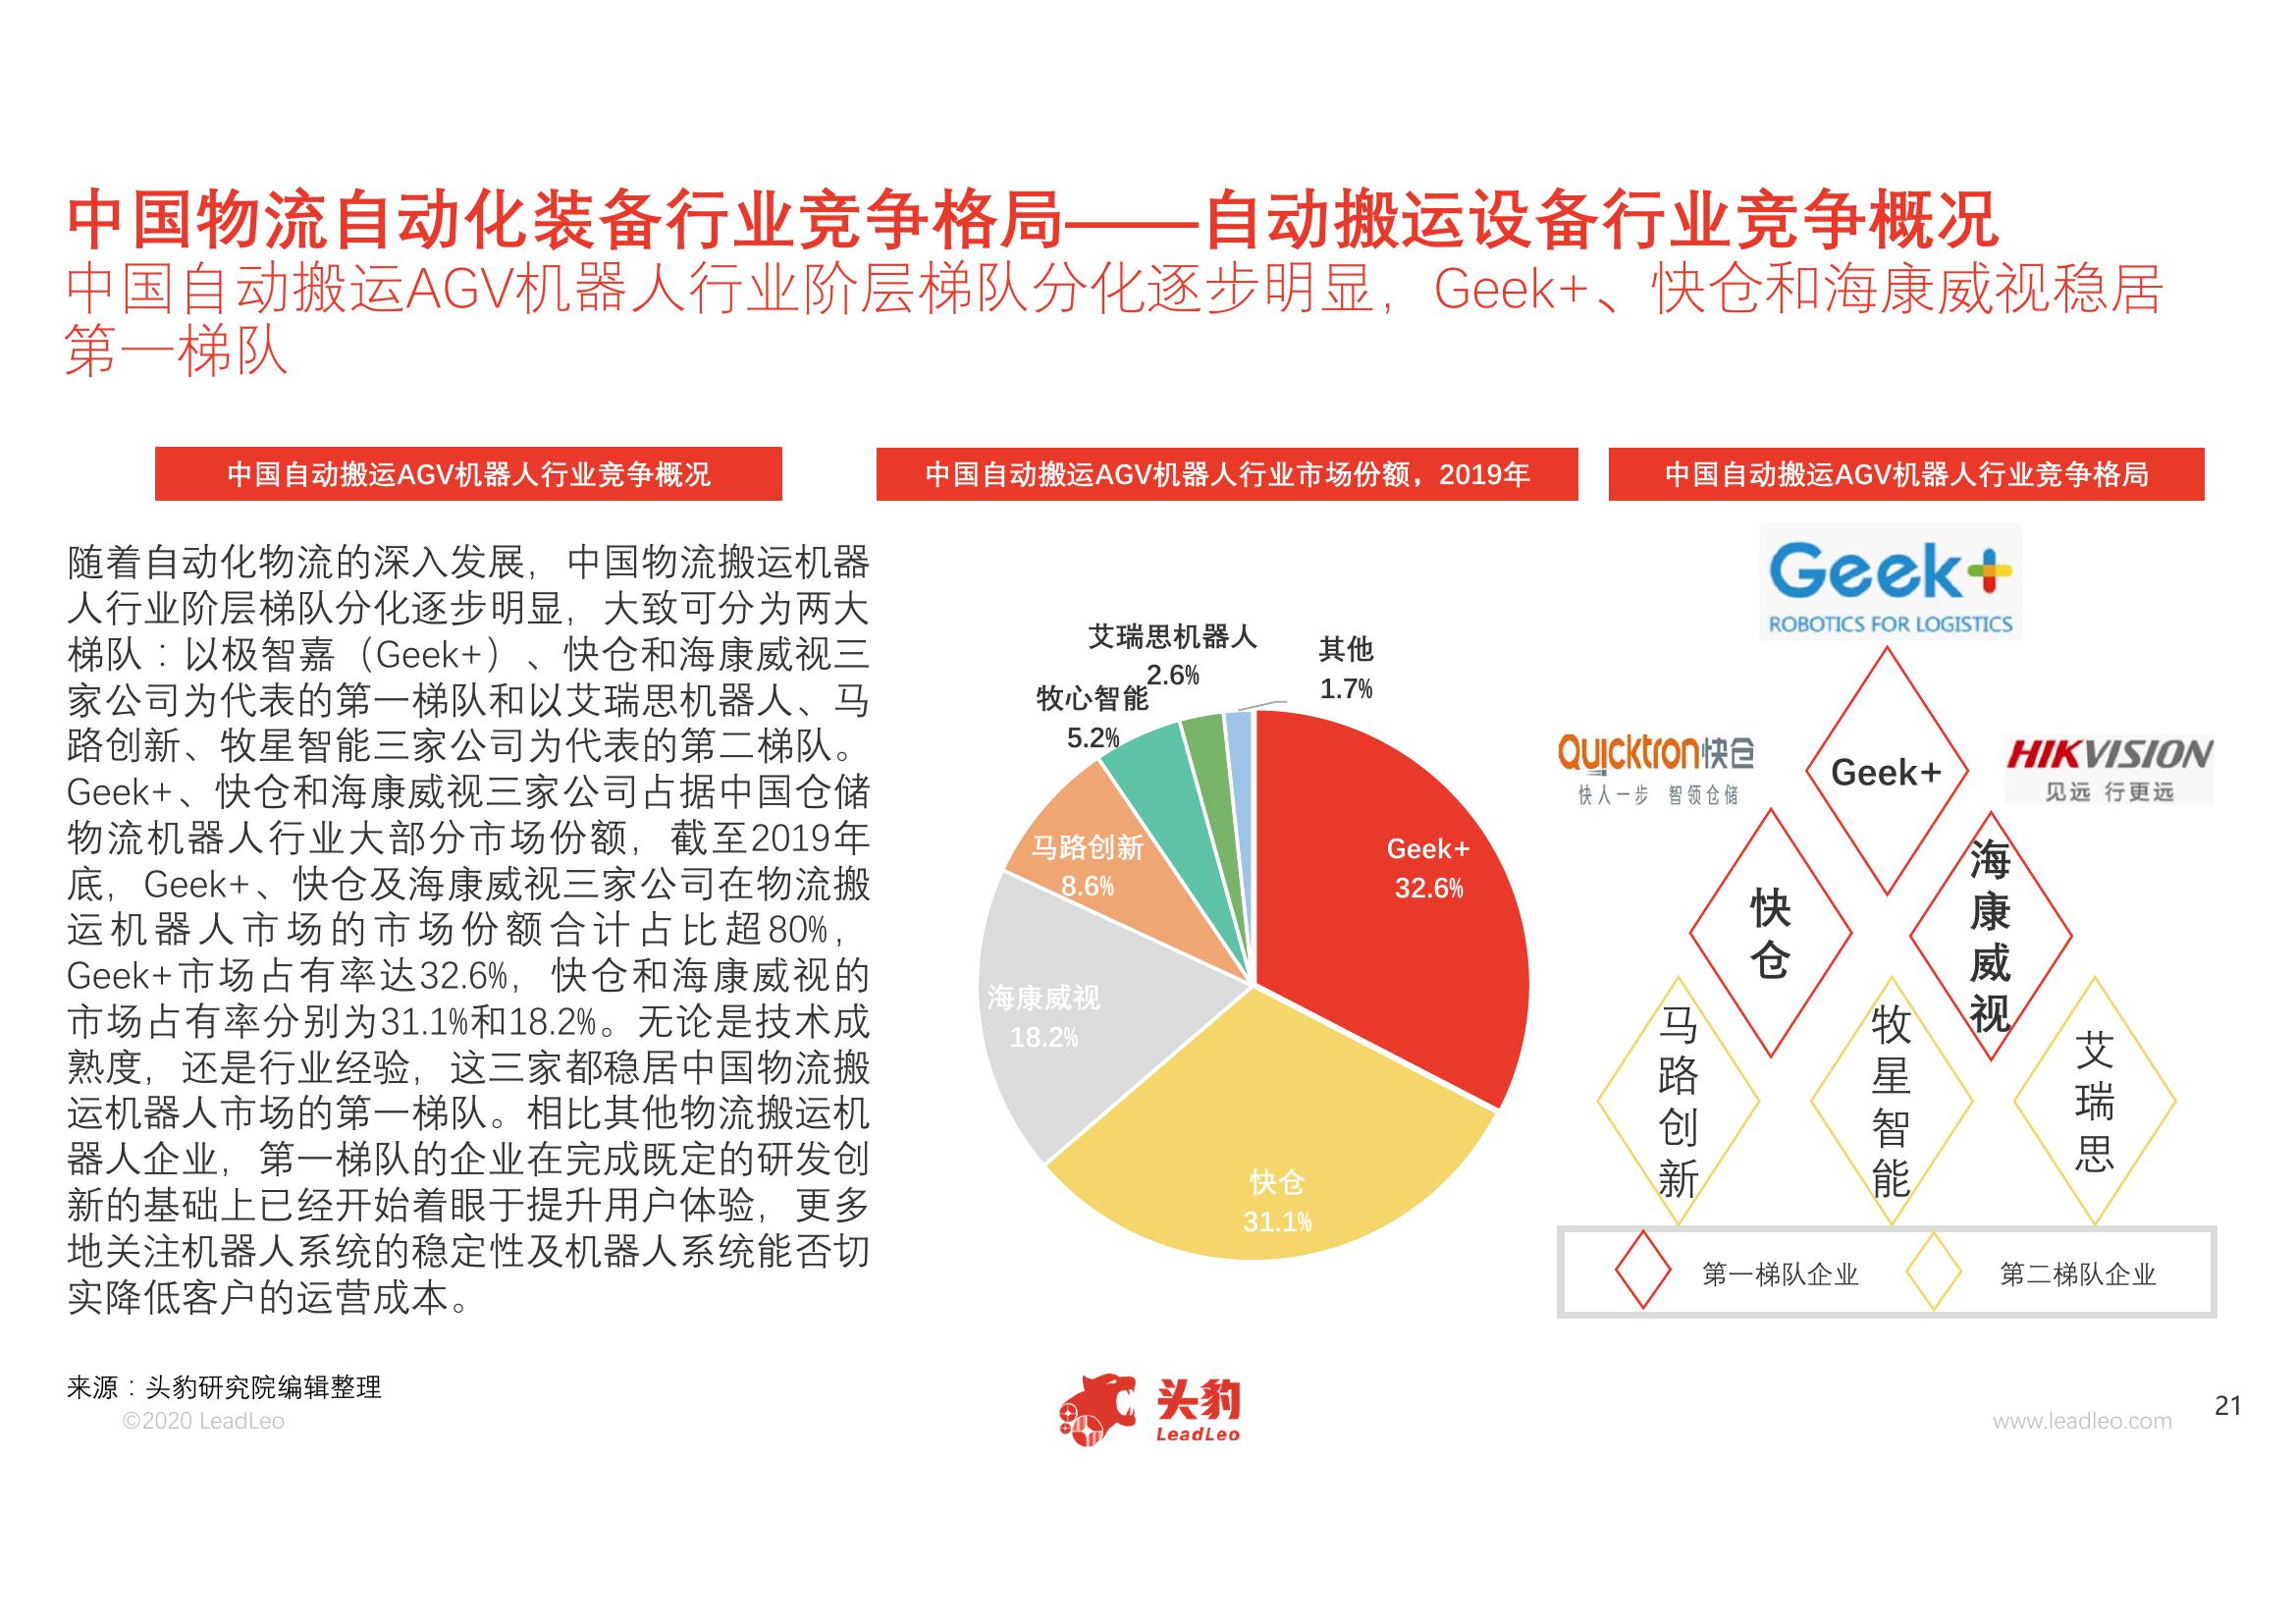 中国物流自动化装备行业竞争格局——自动搬运设备行业竞争概况
中国自动搬运AGV机器人行业阶层梯队分化逐步明显，Geek+、快仓和海康威视稳居
第一梯队
中国自动搬运AGV机器人行业竞争概况
随着自动化物流的深入发展，中国物流搬运机器
人行业阶层梯队分化逐步明显，大致可分为两大
梯队：以极智嘉（Geek+）、快仓和海康威视三
家公司为代表的第一梯队和以艾瑞思机器人、马
路创新、牧星智能三家公司为代表的第二梯队。
Geek+、快仓和海康威视三家公司占据中国仓储
物流机器人行业大部分市场份额，截至2019年
底，Geek+、快仓及海康威视三家公司在物流搬
运机器人市场的市场份额合计占比超80%，
Geek+市场占有率达32.6%，快仓和海康威视的
市场占有率分别为31.1%和18.2%。无论是技术成
熟度，还是行业经验，这三家都稳居中国物流搬
运机器人市场的第一梯队。相比其他物流搬运机
器人企业，第一梯队的企业在完成既定的研发创
新的基础上已经开始着眼于提升用户体验，更多
地关注机器人系统的稳定性及机器人系统能否切
实降低客户的运营成本。
中国自动搬运AGV机器人行业市场份额，2019年
艾瑞思机器人
2.6%
其他
1.7%
牧心智能
5.2%
马路创新
8.6%
Geek+
32.6%
海康威视
18.2%
快仓
31.1%
中国自动搬运AGV机器人行业竞争格局
Geek+
ROBOTICS FOR LOGISTICS
Quicktron快仓
快人一步 智领仓储
HIKVISION
见远 行更远
Geek+
快仓
海康威视
马路创新
牧星智能
艾瑞思
第一梯队企业
第二梯队企业
来源：头豹研究院编辑整理
©2020 LeadLeo
头豹
LeadLeo
www.leadleo.com
21